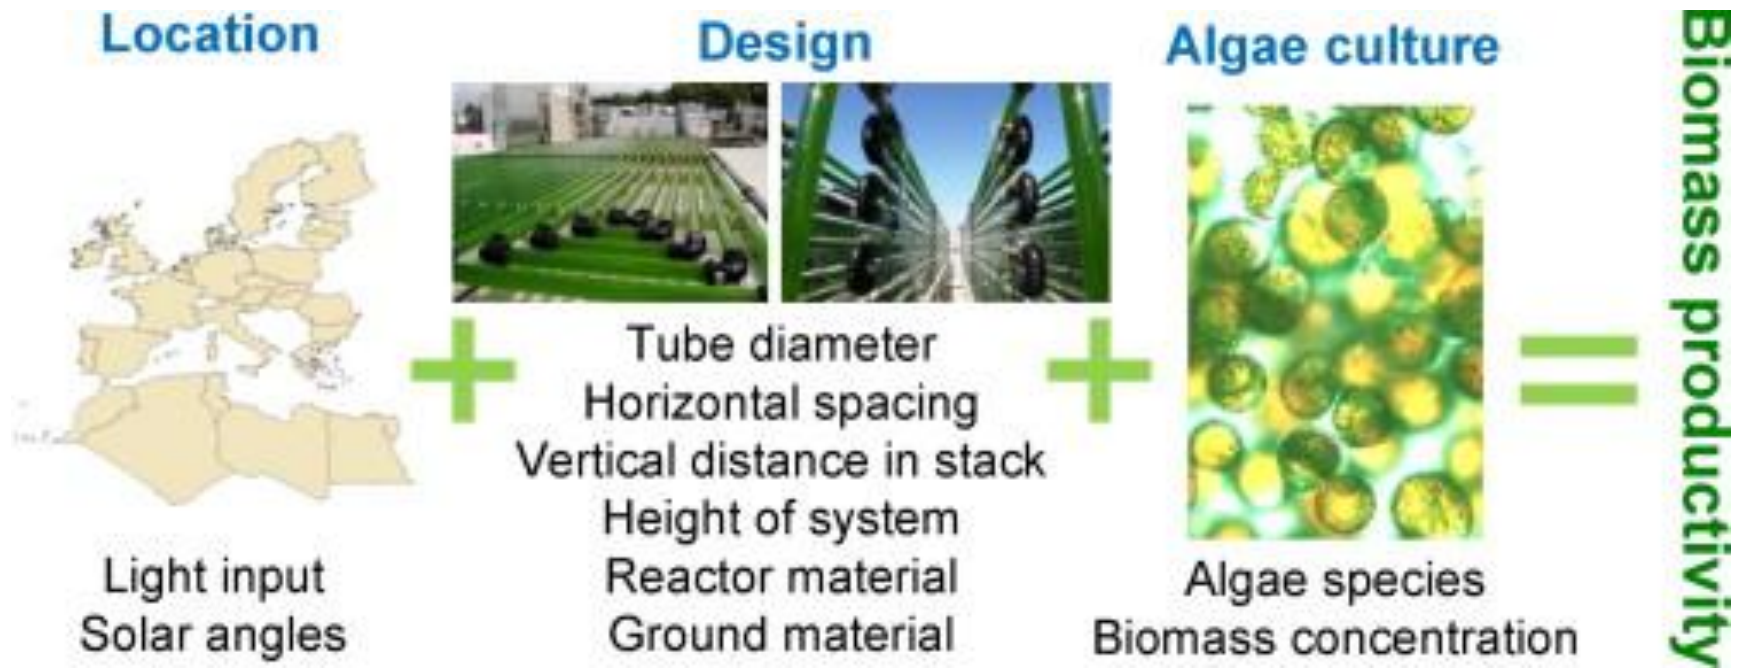 Location
Light input
Solar angles
Design
Tube diameter
Horizontal spacing
Vertical distance in stack
Height of system
Reactor material
Ground material
Algae culture
Algae species
Biomass concentration
Biomass productivity